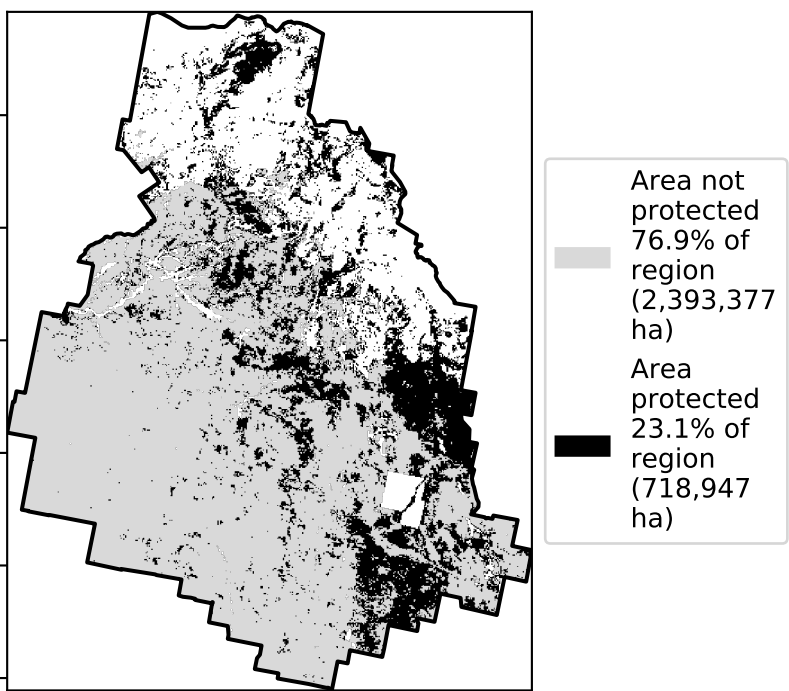 Area not
protected
76.9% of
region
(2,393,377
ha)
Area
protected
23.1% of
region
(718,947
ha)